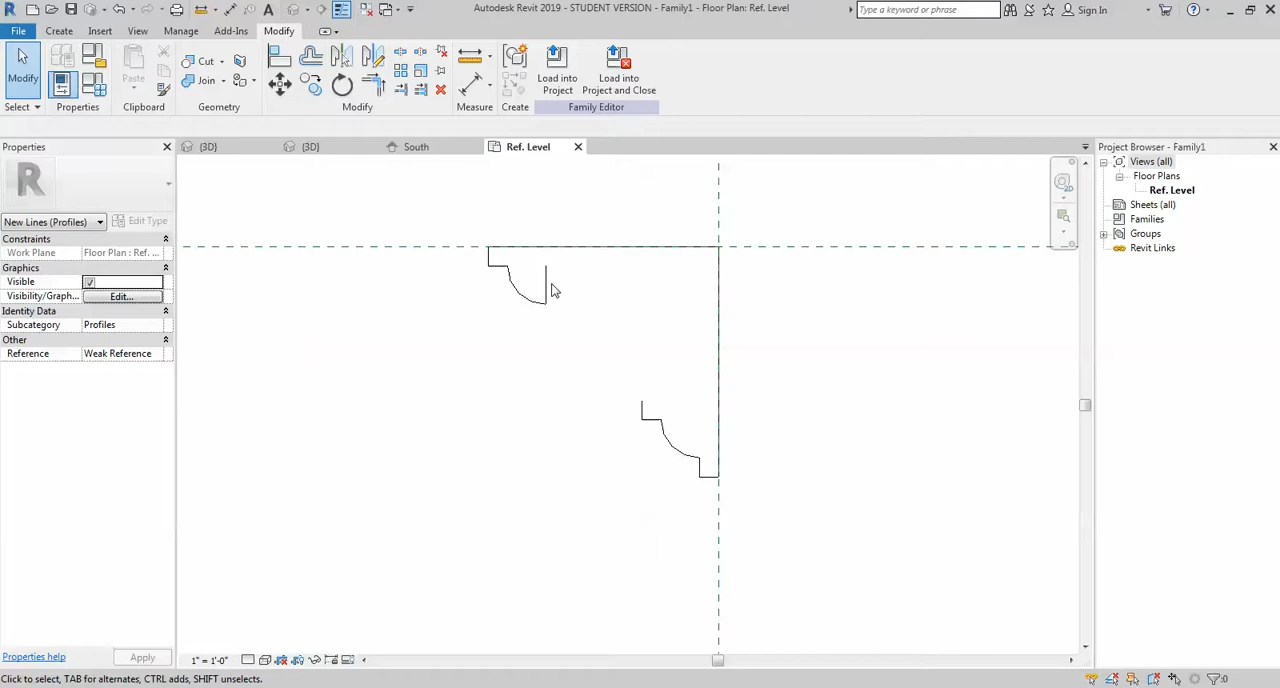 Autodesk Revit 2019 - STUDENT VERSION - Family1 - Floor Plan: Ref. Level
Type a keyword or phrase
Sign In
File Create Insert View Manage Add-Ins Modify
Modify
Paste
Cut
Join
Load into
Project
Load into
Project and Close
Select Properties Clipboard Geometry Modify Measure Create Family Editor
Properties
(3D)
(3D)
South
Ref. Level
Project Browser - Family1
R
New Lines (Profiles)
Edit Type
Constraints
Work Plane Floor Plan : Ref. ...
Graphics
Visible
Visibility/Graph... Edit...
Identity Data
Subcategory Profiles
Other
Reference Weak Reference
Views (all)
Floor Plans
Ref. Level
Sheets (all)
Families
Groups
Revit Links
2D
Properties help
Apply
1" = 1'-0"
Click to select, TAB for alternates, CTRL adds, SHIFT unselects.
:0